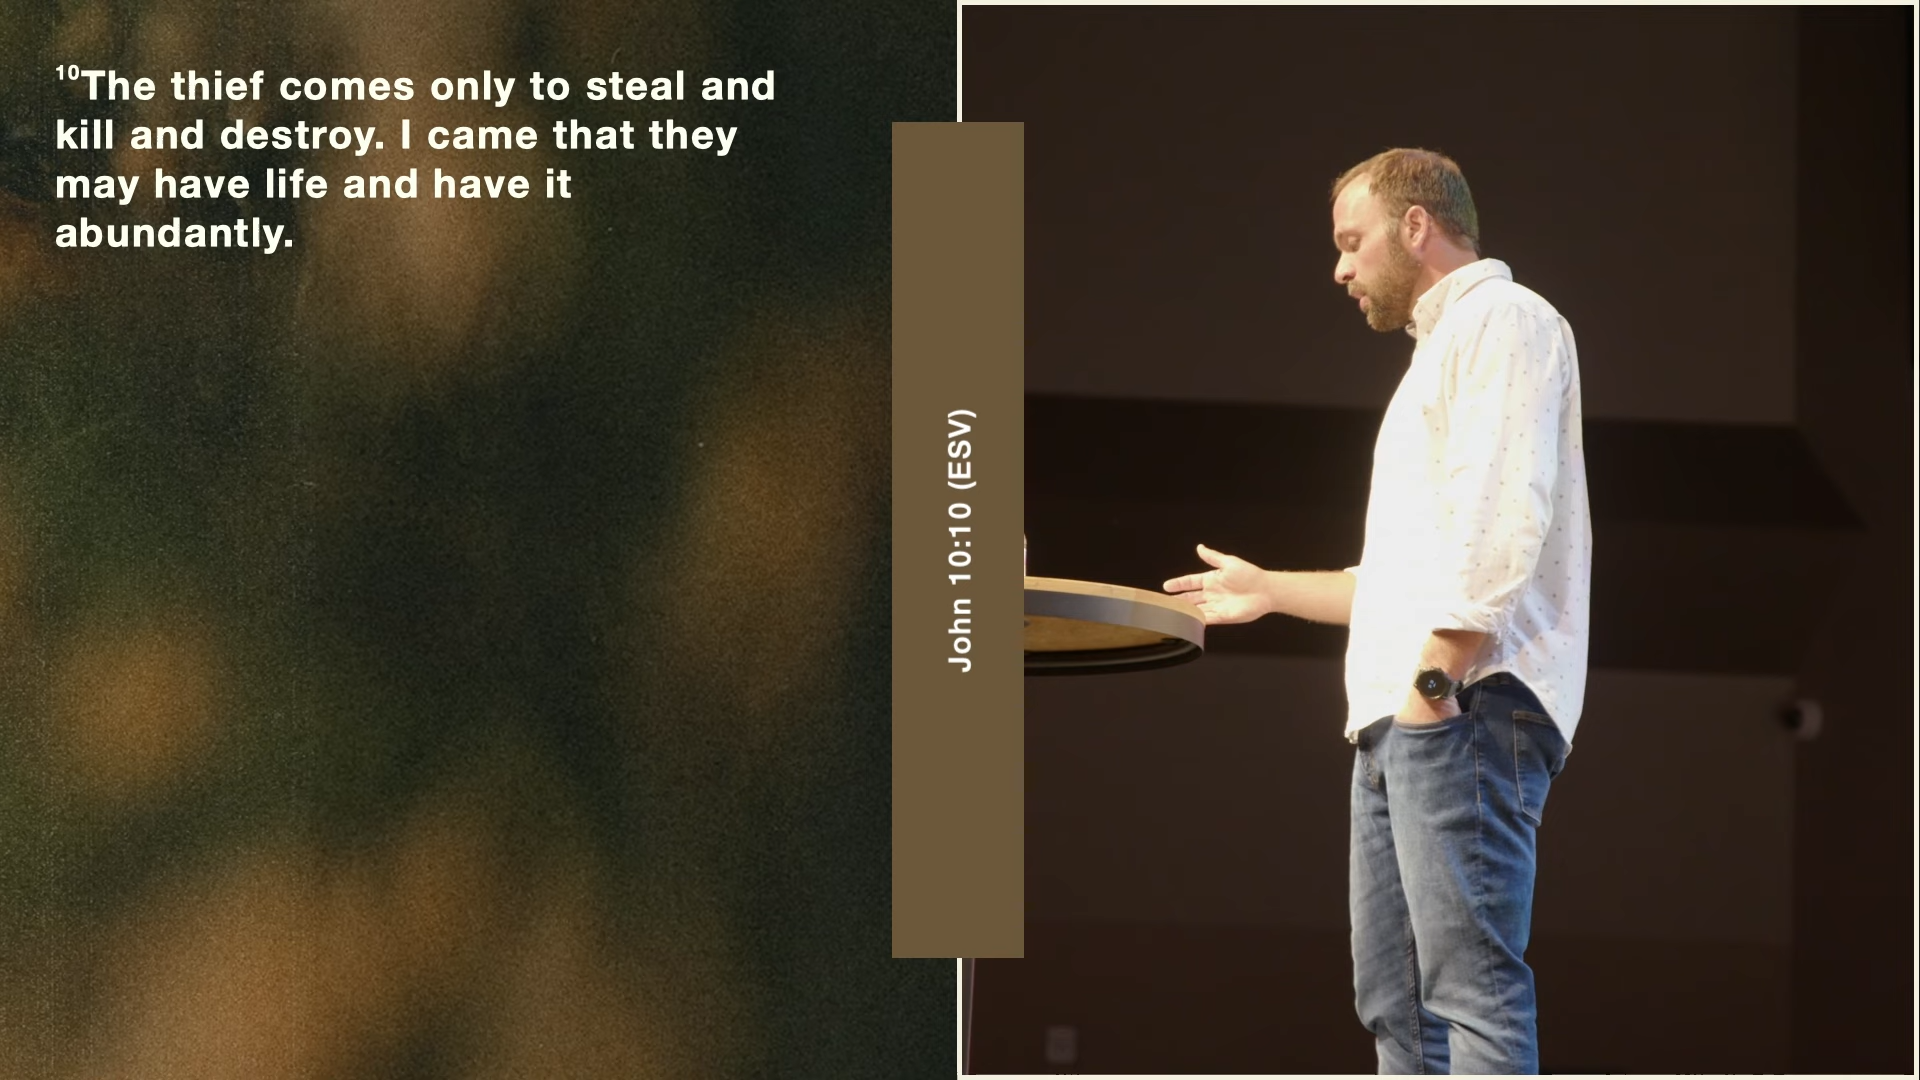 10The thief comes only to steal and
kill and destroy. I came that they
may have life and have it
abundantly.
John 10:10 (ESV)